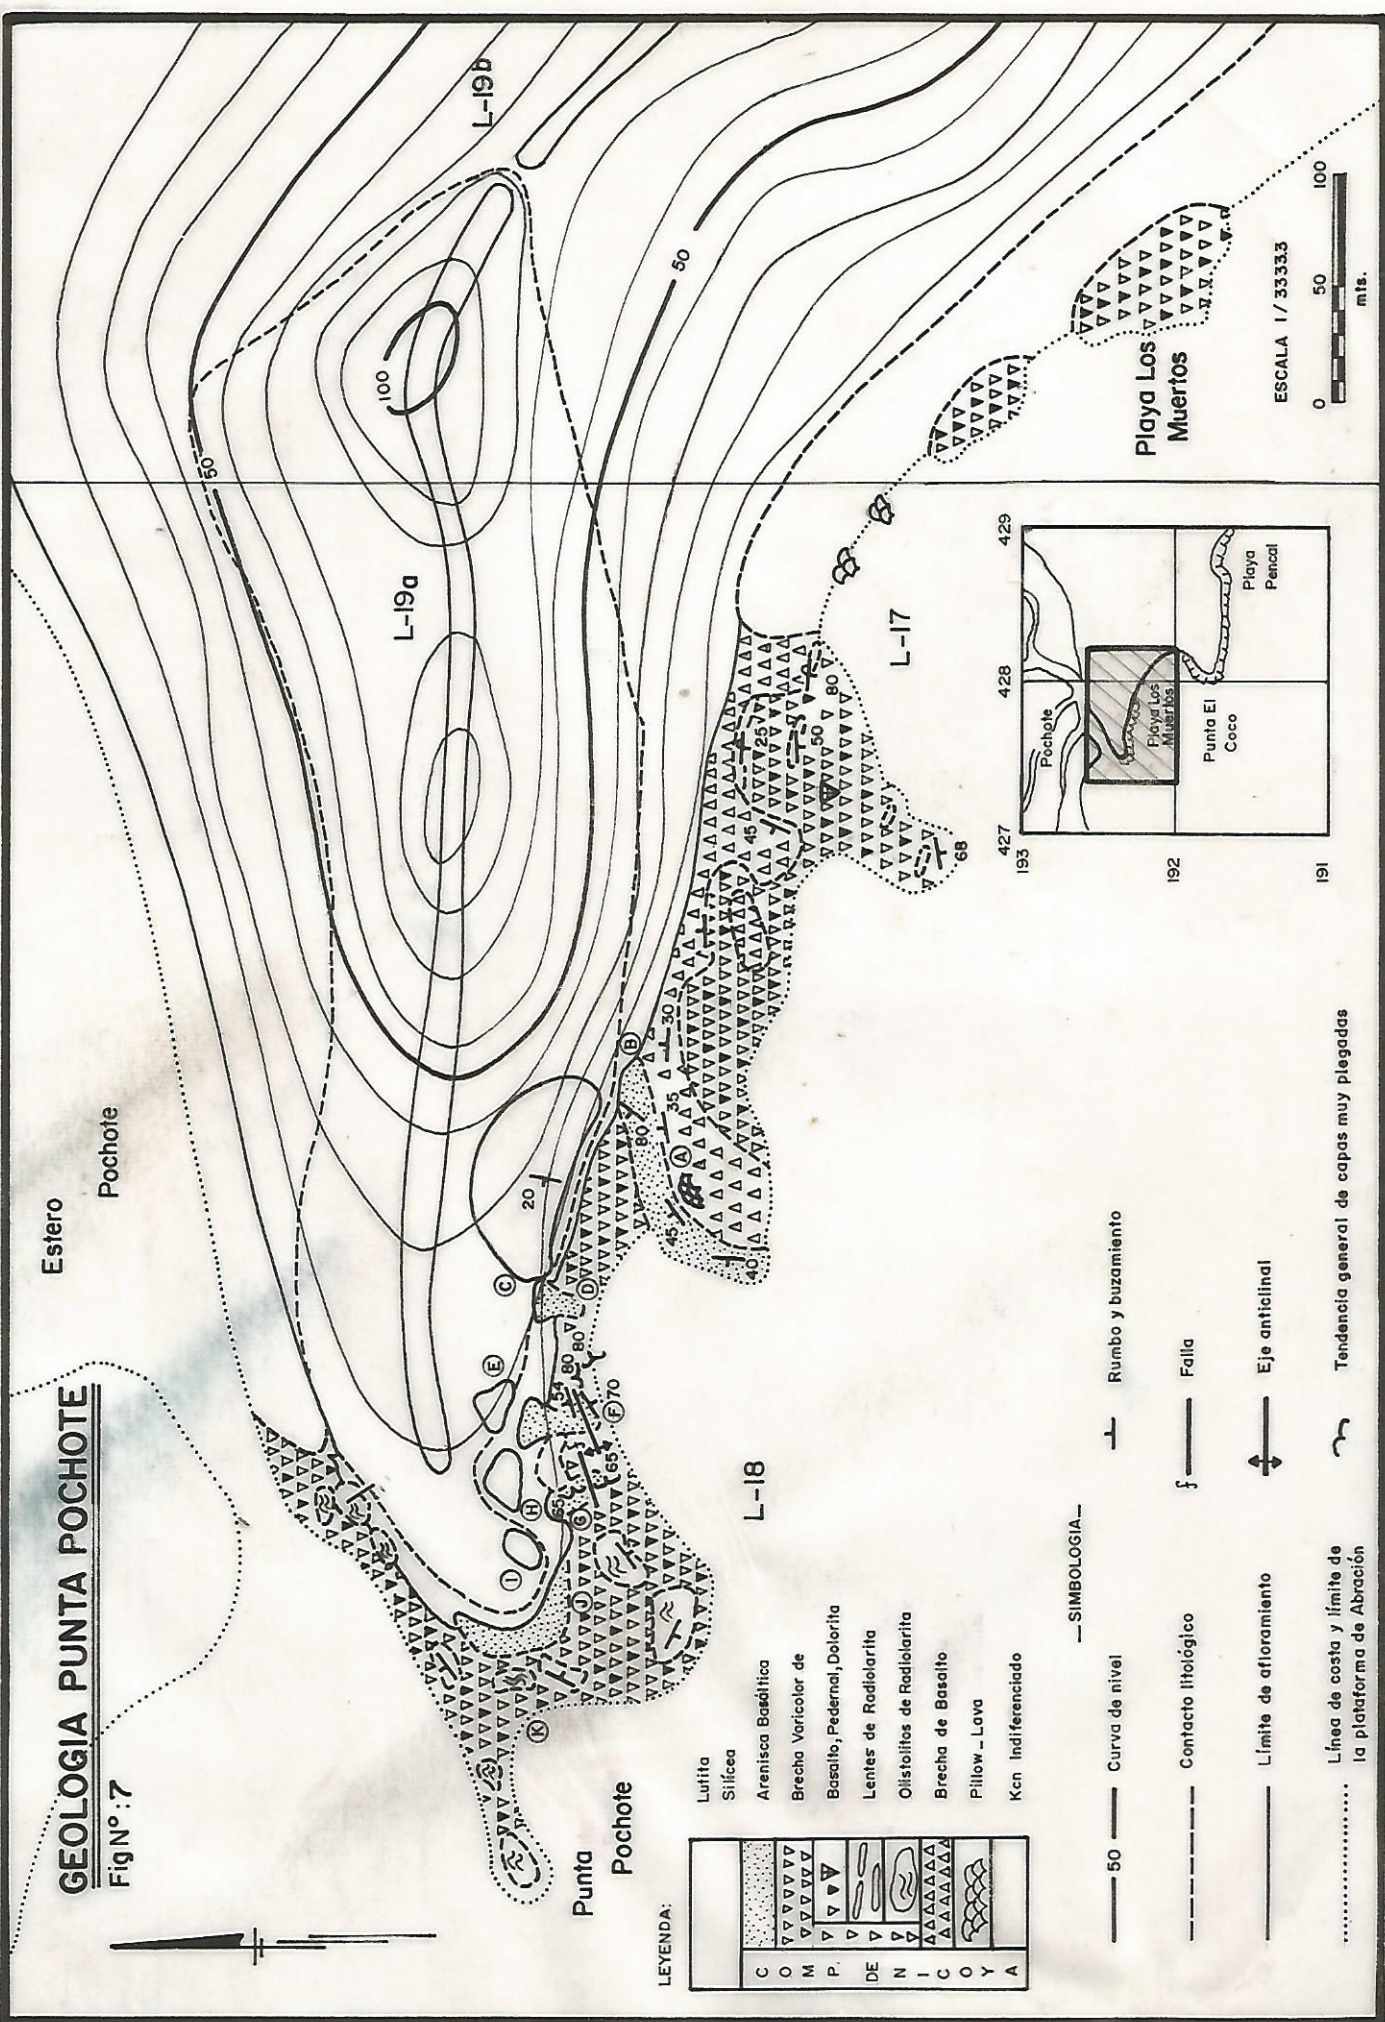 GEOLOGIA PUNTA POCHOTE
Fig Nº:7
Estero
Pochote
L-19b
L-19a
100
50
50
L-17
L-18
Punta
Pochote
Playa Los
Muertos
20
80
45
40
35
30
45
25
50
80
68
54
80
80
70
65
65
A
B
C
D
E
F
G
H
I
J
K
ESCALA 1/3333.3
0
50
100
mts.
427
428
429
193
192
191
Pochote
Playa Los
Muertos
Punta El
Coco
Playa
Pencal
LEYENDA:
COMP. DE NICOYA
Lutita
Silícea
Arenisca Basáltica
Brecha Varicolor de
Basalto, Pedernal, Dolorita
Lentes de Radiolarita
Olistolitos de Radiolarita
Brecha de Basalto
Pillow_Lava
Kcn Indiferenciado
_SIMBOLOGIA_
50 Curva de nivel
Contacto litológico
Límite de afloramiento
Línea de costa y límite de
la plataforma de Abración
Rumbo y buzamiento
Falla
Eje anticlinal
Tendencia general de capas muy plegadas